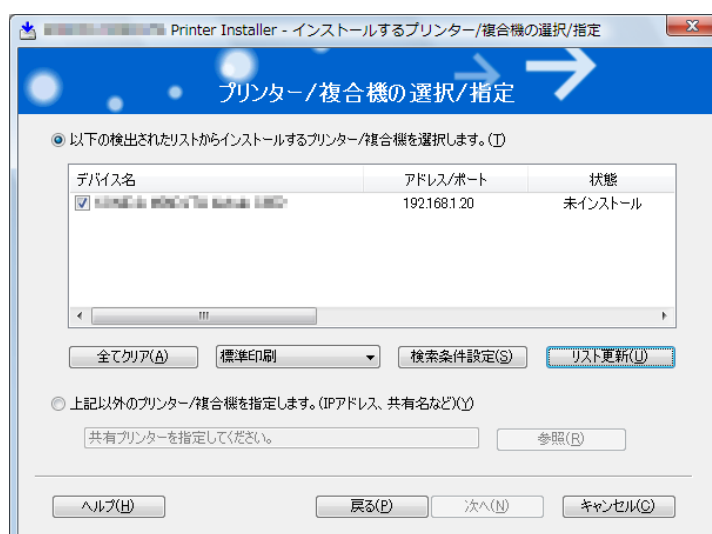 Printer Installer - インストールするプリンター/複合機の選択/指定
プリンター/複合機の選択/指定
以下の検出されたリストからインストールするプリンター/複合機を選択します。(T)
デバイス名 アドレス/ポート 状態
192.168.1.20 未インストール
全てクリア(A) 標準印刷 検索条件設定(S) リスト更新(U)
上記以外のプリンター/複合機を指定します。(IPアドレス、共有名など)(Y)
共有プリンターを指定してください。 参照(R)
ヘルプ(H) 戻る(P) 次へ(N) キャンセル(C)